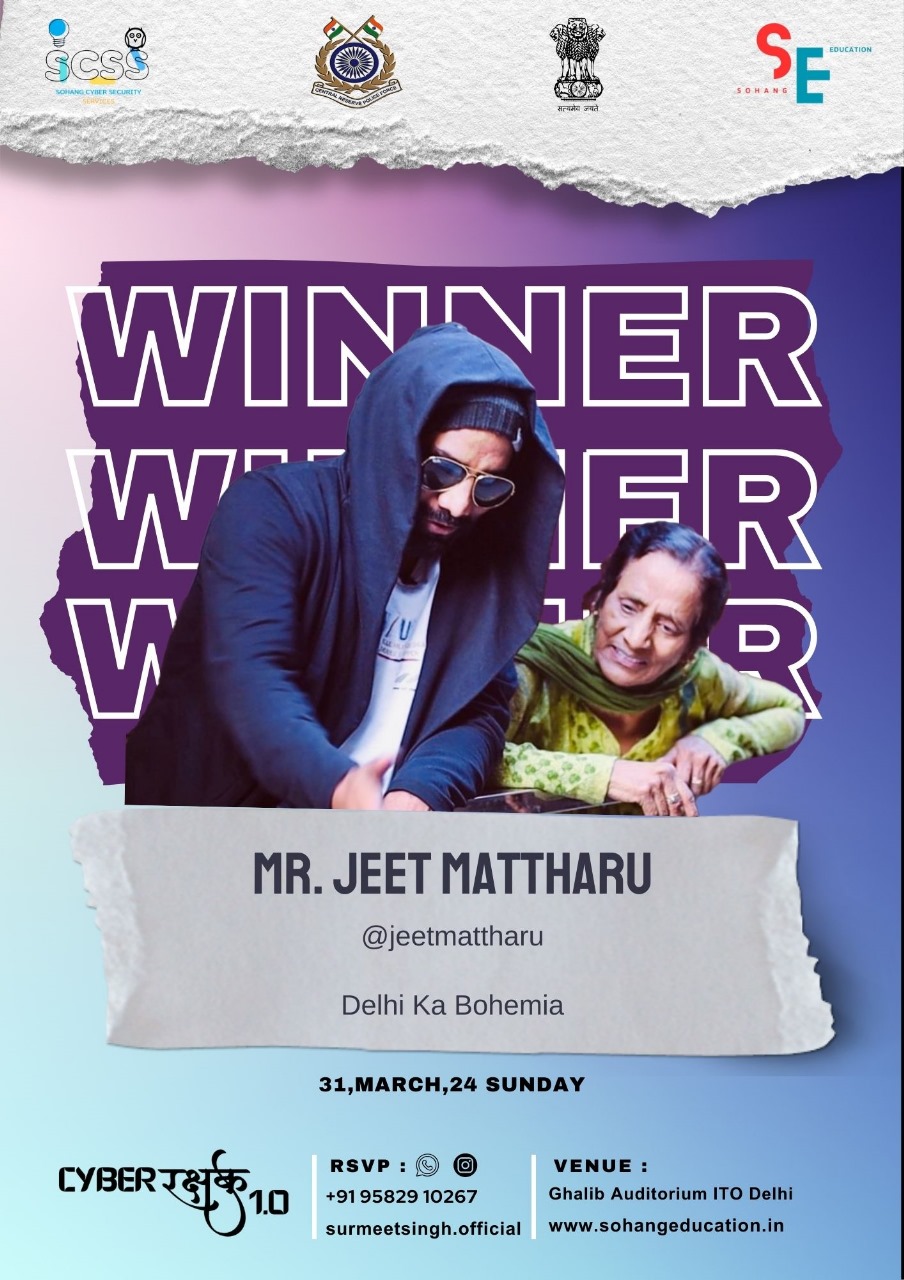 SCSS
SOHANG CYBER SECURITY
SERVICES
CENTRAL RESERVE POLICE FORCE
सत्यमेव जयते
SE EDUCATION
SOHANG
WINNER
WINNER
WINNER
MR. JEET MATTHARU
@jeetmattharu
Delhi Ka Bohemia
31,MARCH,24 SUNDAY
CYBER रक्षक 1.0
RSVP :
+91 95829 10267
surmeetsingh.official
VENUE :
Ghalib Auditorium ITO Delhi
www.sohangeducation.in